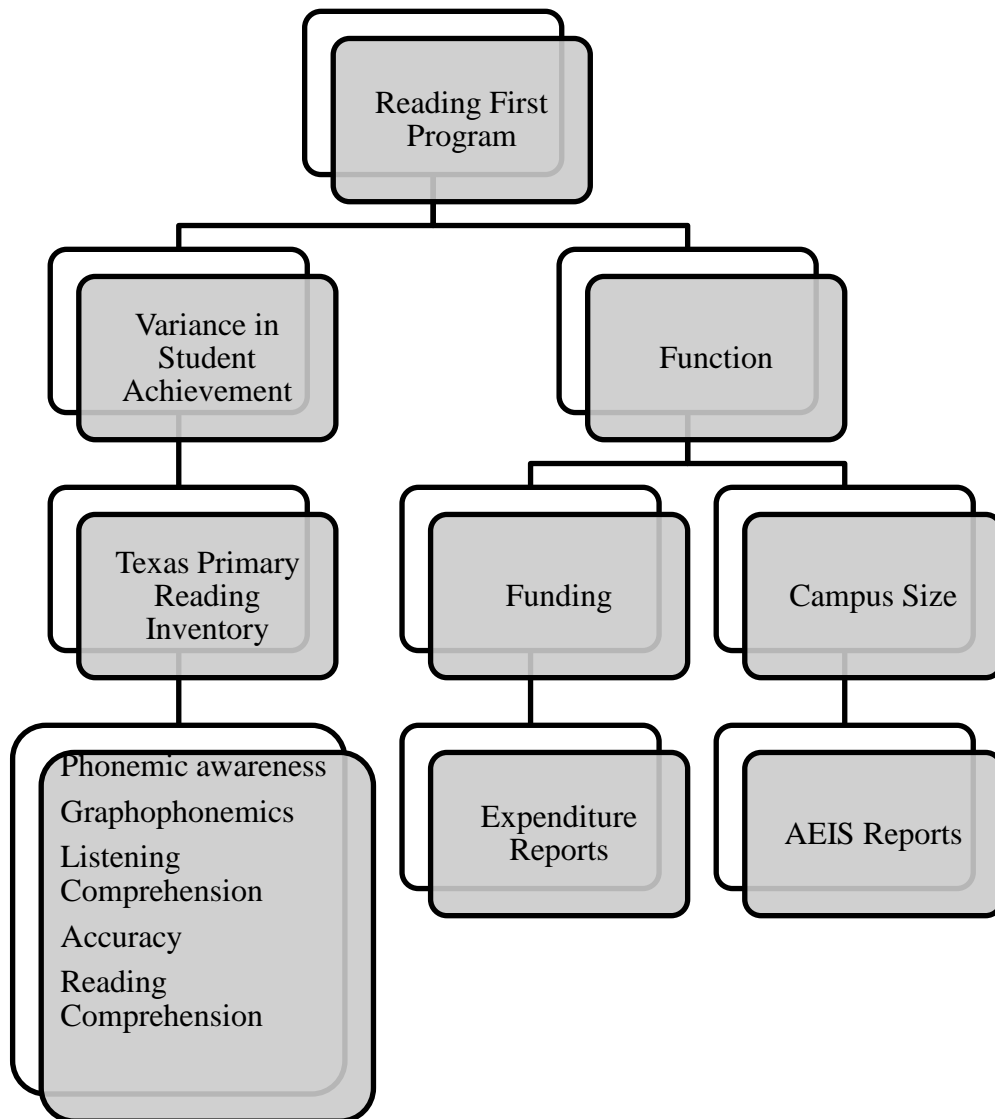 Reading First
Program
Variance in
Student
Achievement
Function
Texas Primary
Reading
Inventory
Funding
Campus Size
Phonemic awareness
Graphophonemics
Listening
Comprehension
Accuracy
Reading
Comprehension
Expenditure
Reports
AEIS Reports